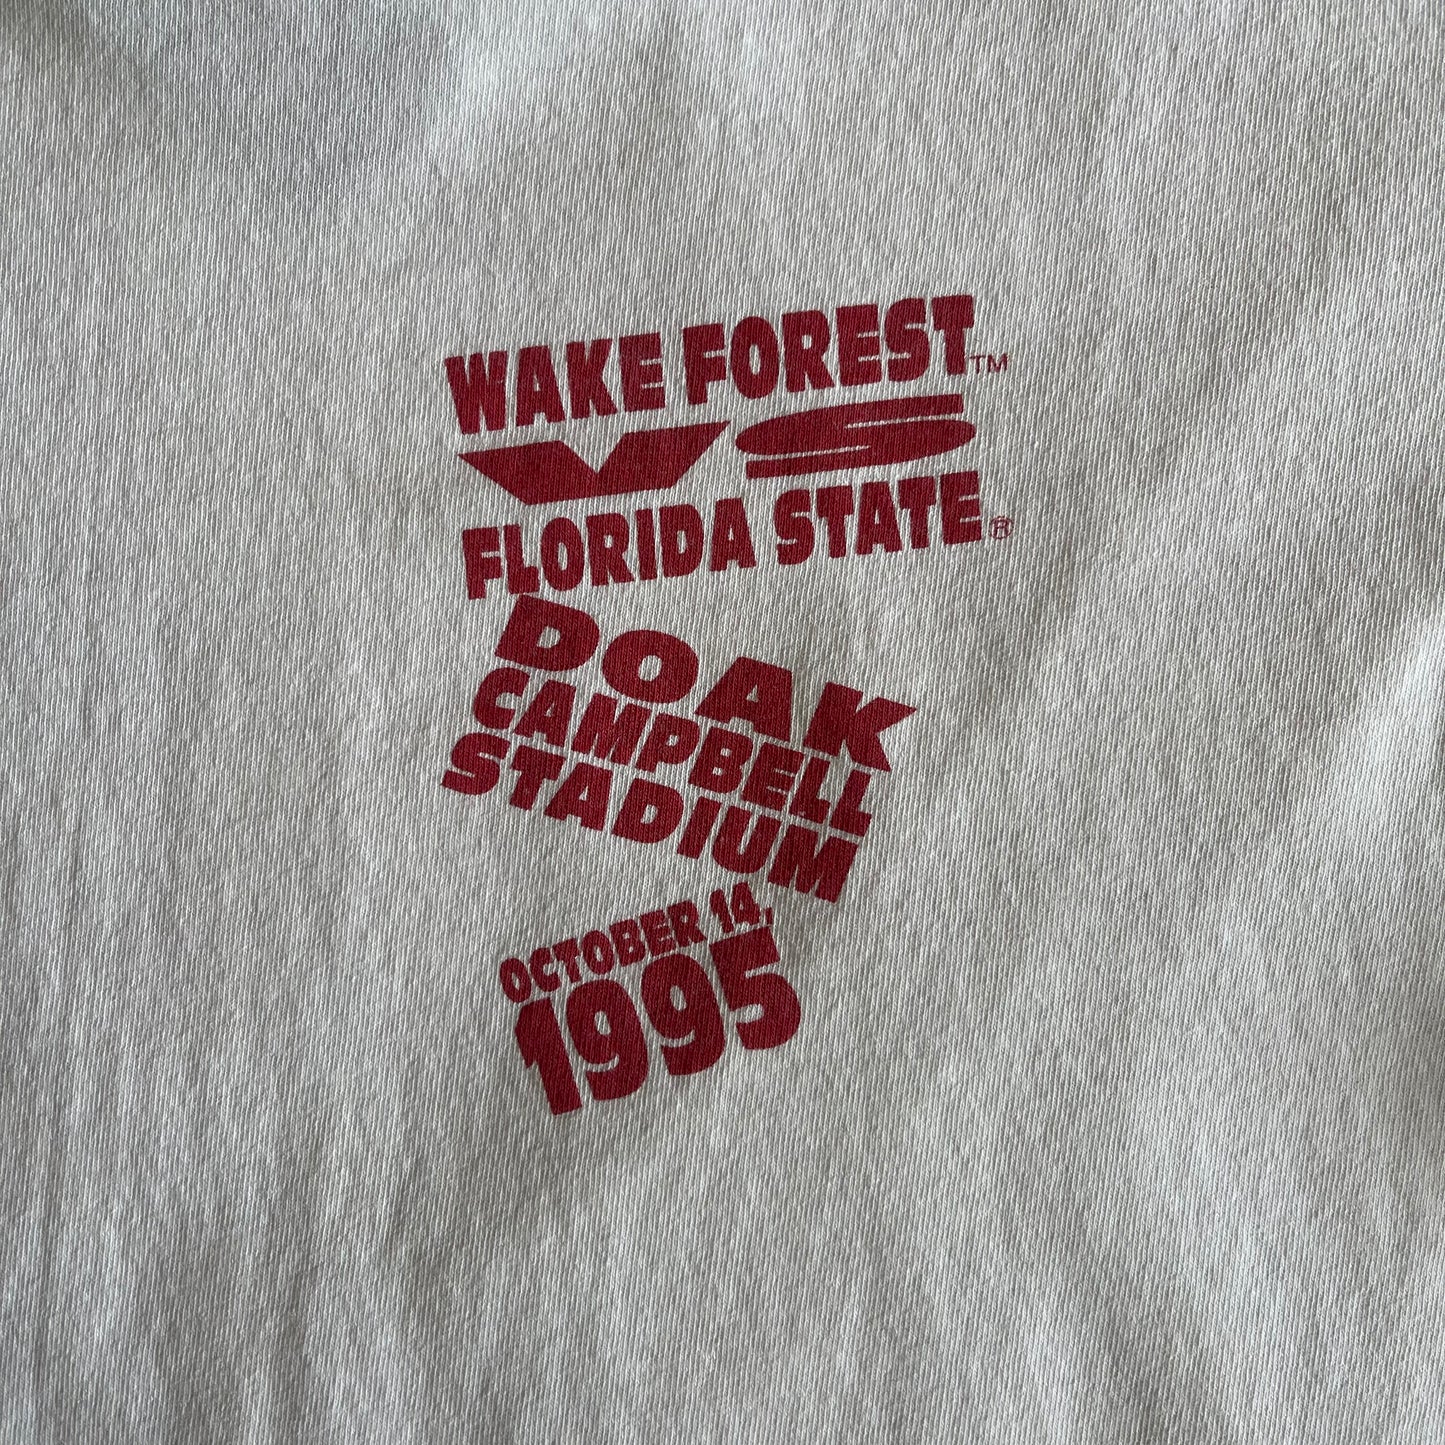 WAKE FOREST™
VS
FLORIDA STATE®
DOAK
CAMPBELL
STADIUM
OCTOBER 14,
1995